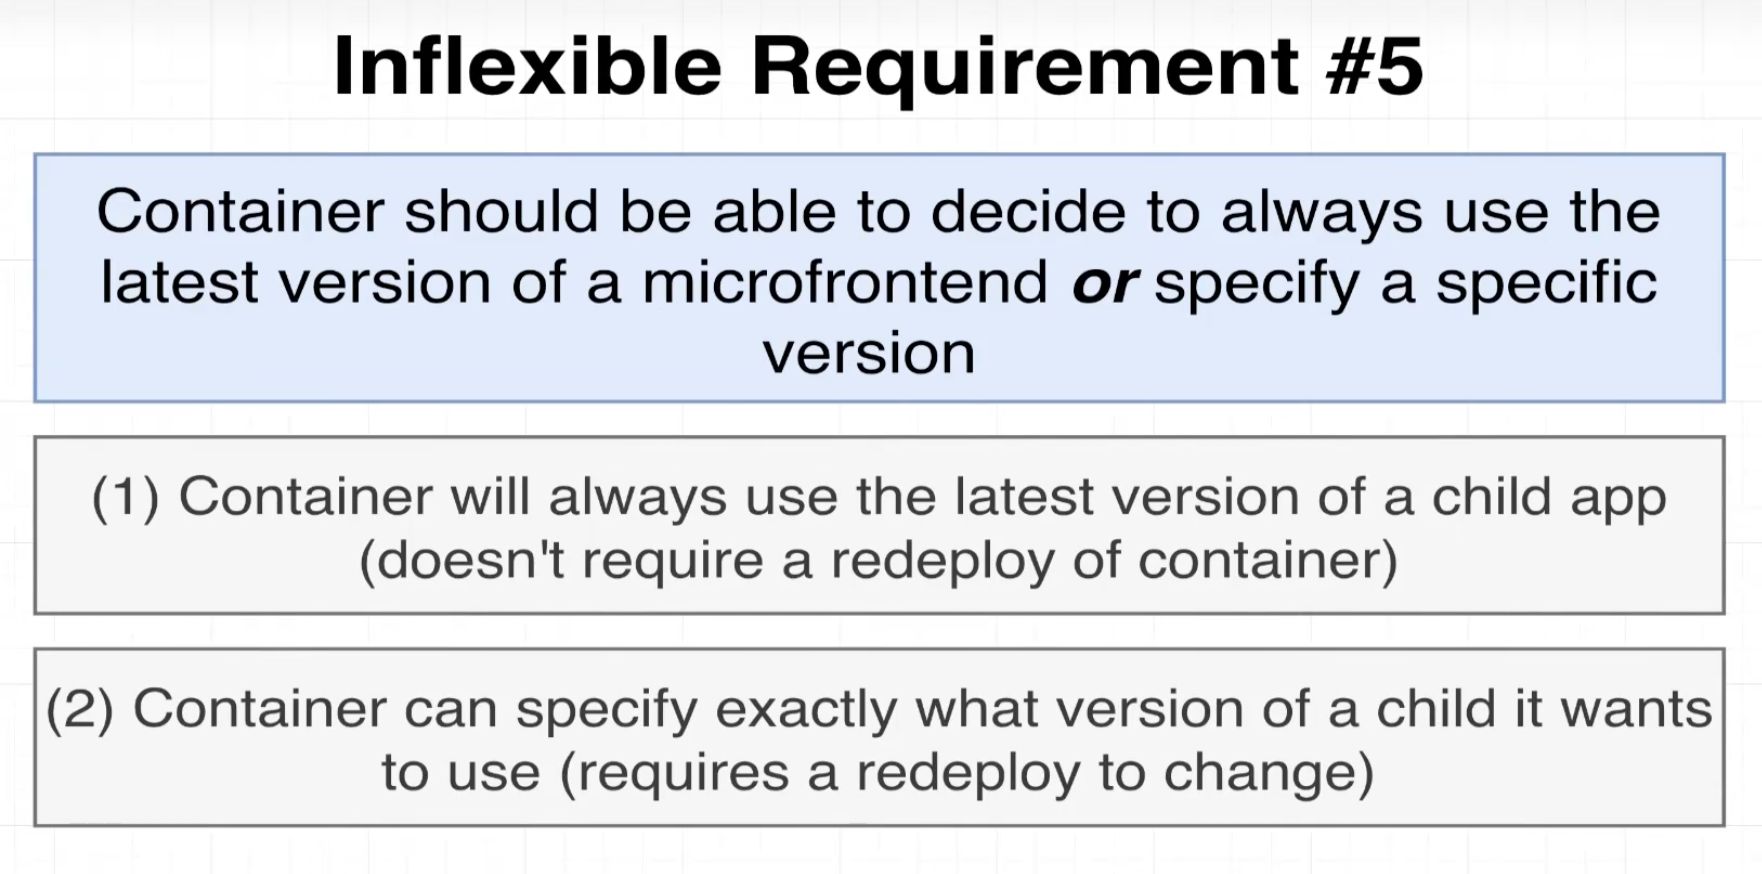 Inflexible Requirement #5
Container should be able to decide to always use the
latest version of a microfrontend or specify a specific
version
(1) Container will always use the latest version of a child app
(doesn't require a redeploy of container)
(2) Container can specify exactly what version of a child it wants
to use (requires a redeploy to change)